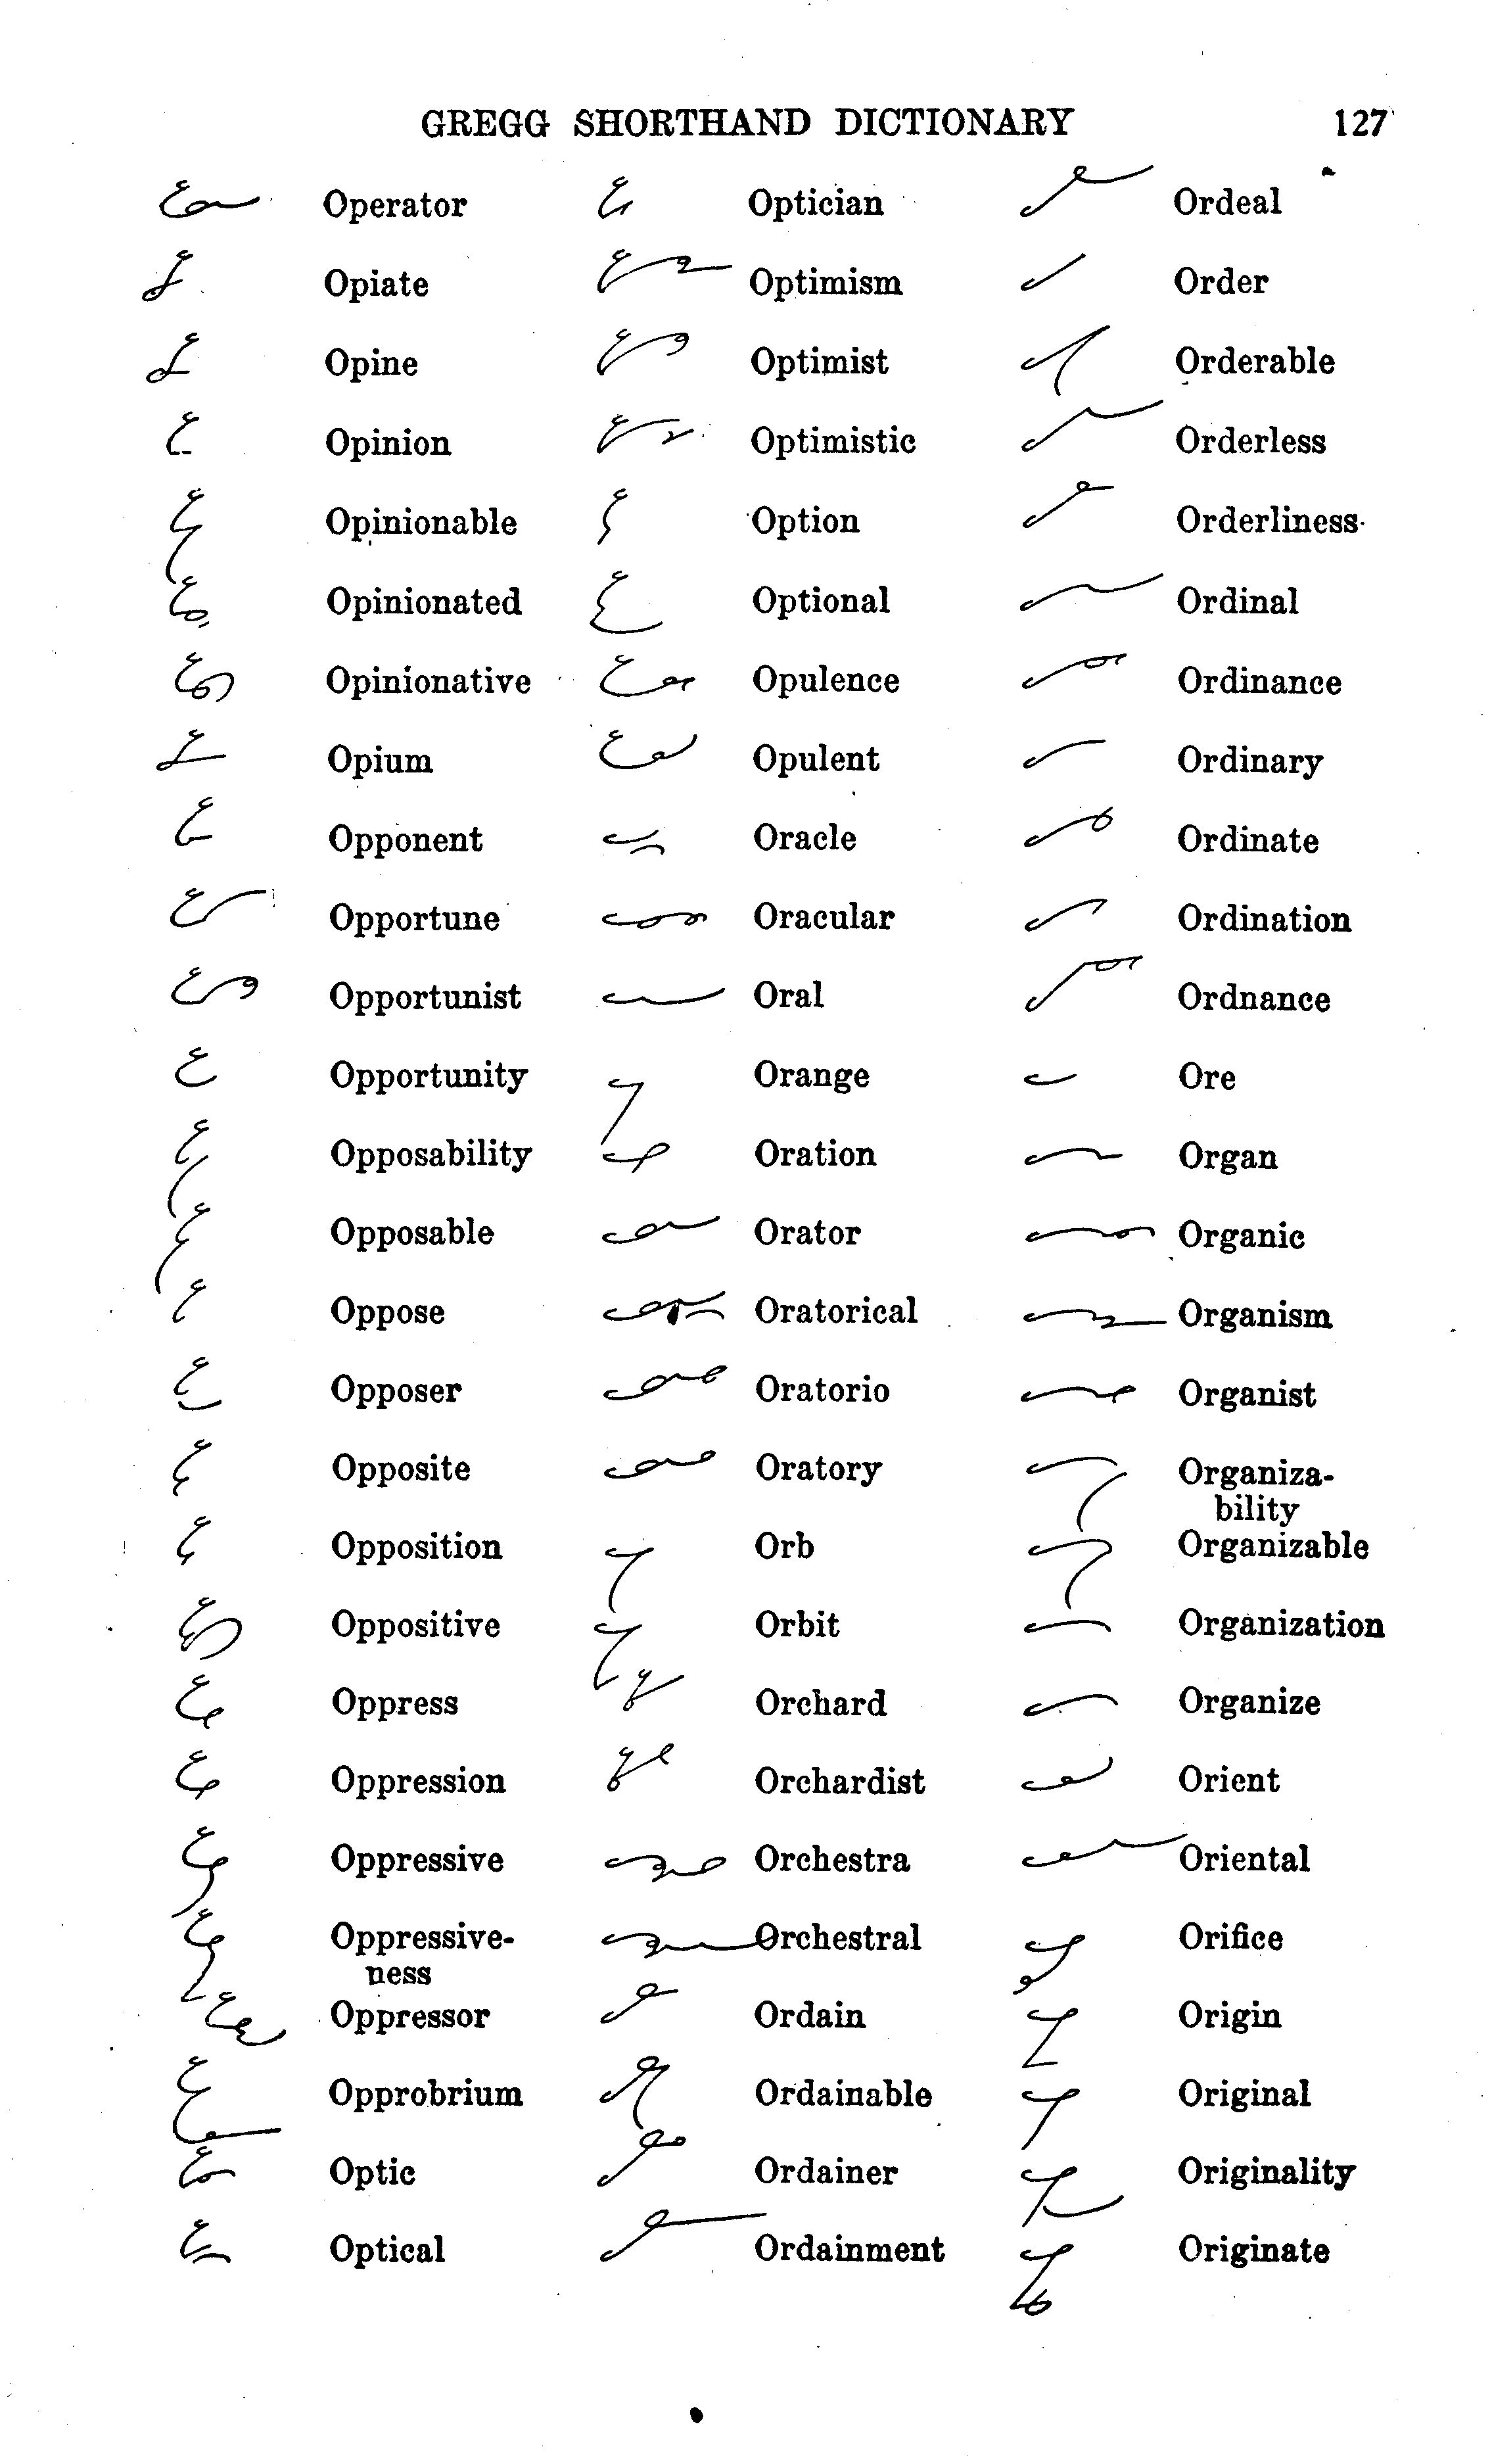 GREGG SHORTHAND DICTIONARY 127
Operator
Opiate
Opine
Opinion
Opinionable
Opinionated
Opinionative
Opium
Opponent
Opportune
Opportunist
Opportunity
Opposability
Opposable
Oppose
Opposer
Opposite
Opposition
Oppositive
Oppress
Oppression
Oppressive
Oppressive-
ness
Oppressor
Opprobrium
Optic
Optical
Optician
Optimism
Optimist
Optimistic
Option
Optional
Opulence
Opulent
Oracle
Oracular
Oral
Orange
Oration
Orator
Oratorical
Oratorio
Oratory
Orb
Orbit
Orchard
Orchardist
Orchestra
Orchestral
Ordain
Ordainable
Ordainer
Ordainment
Ordeal
Order
Orderable
Orderless
Orderliness
Ordinal
Ordinance
Ordinary
Ordinate
Ordination
Ordnance
Ore
Organ
Organic
Organism
Organist
Organiza-
bility
Organizable
Organization
Organize
Orient
Oriental
Orifice
Origin
Original
Originality
Originate